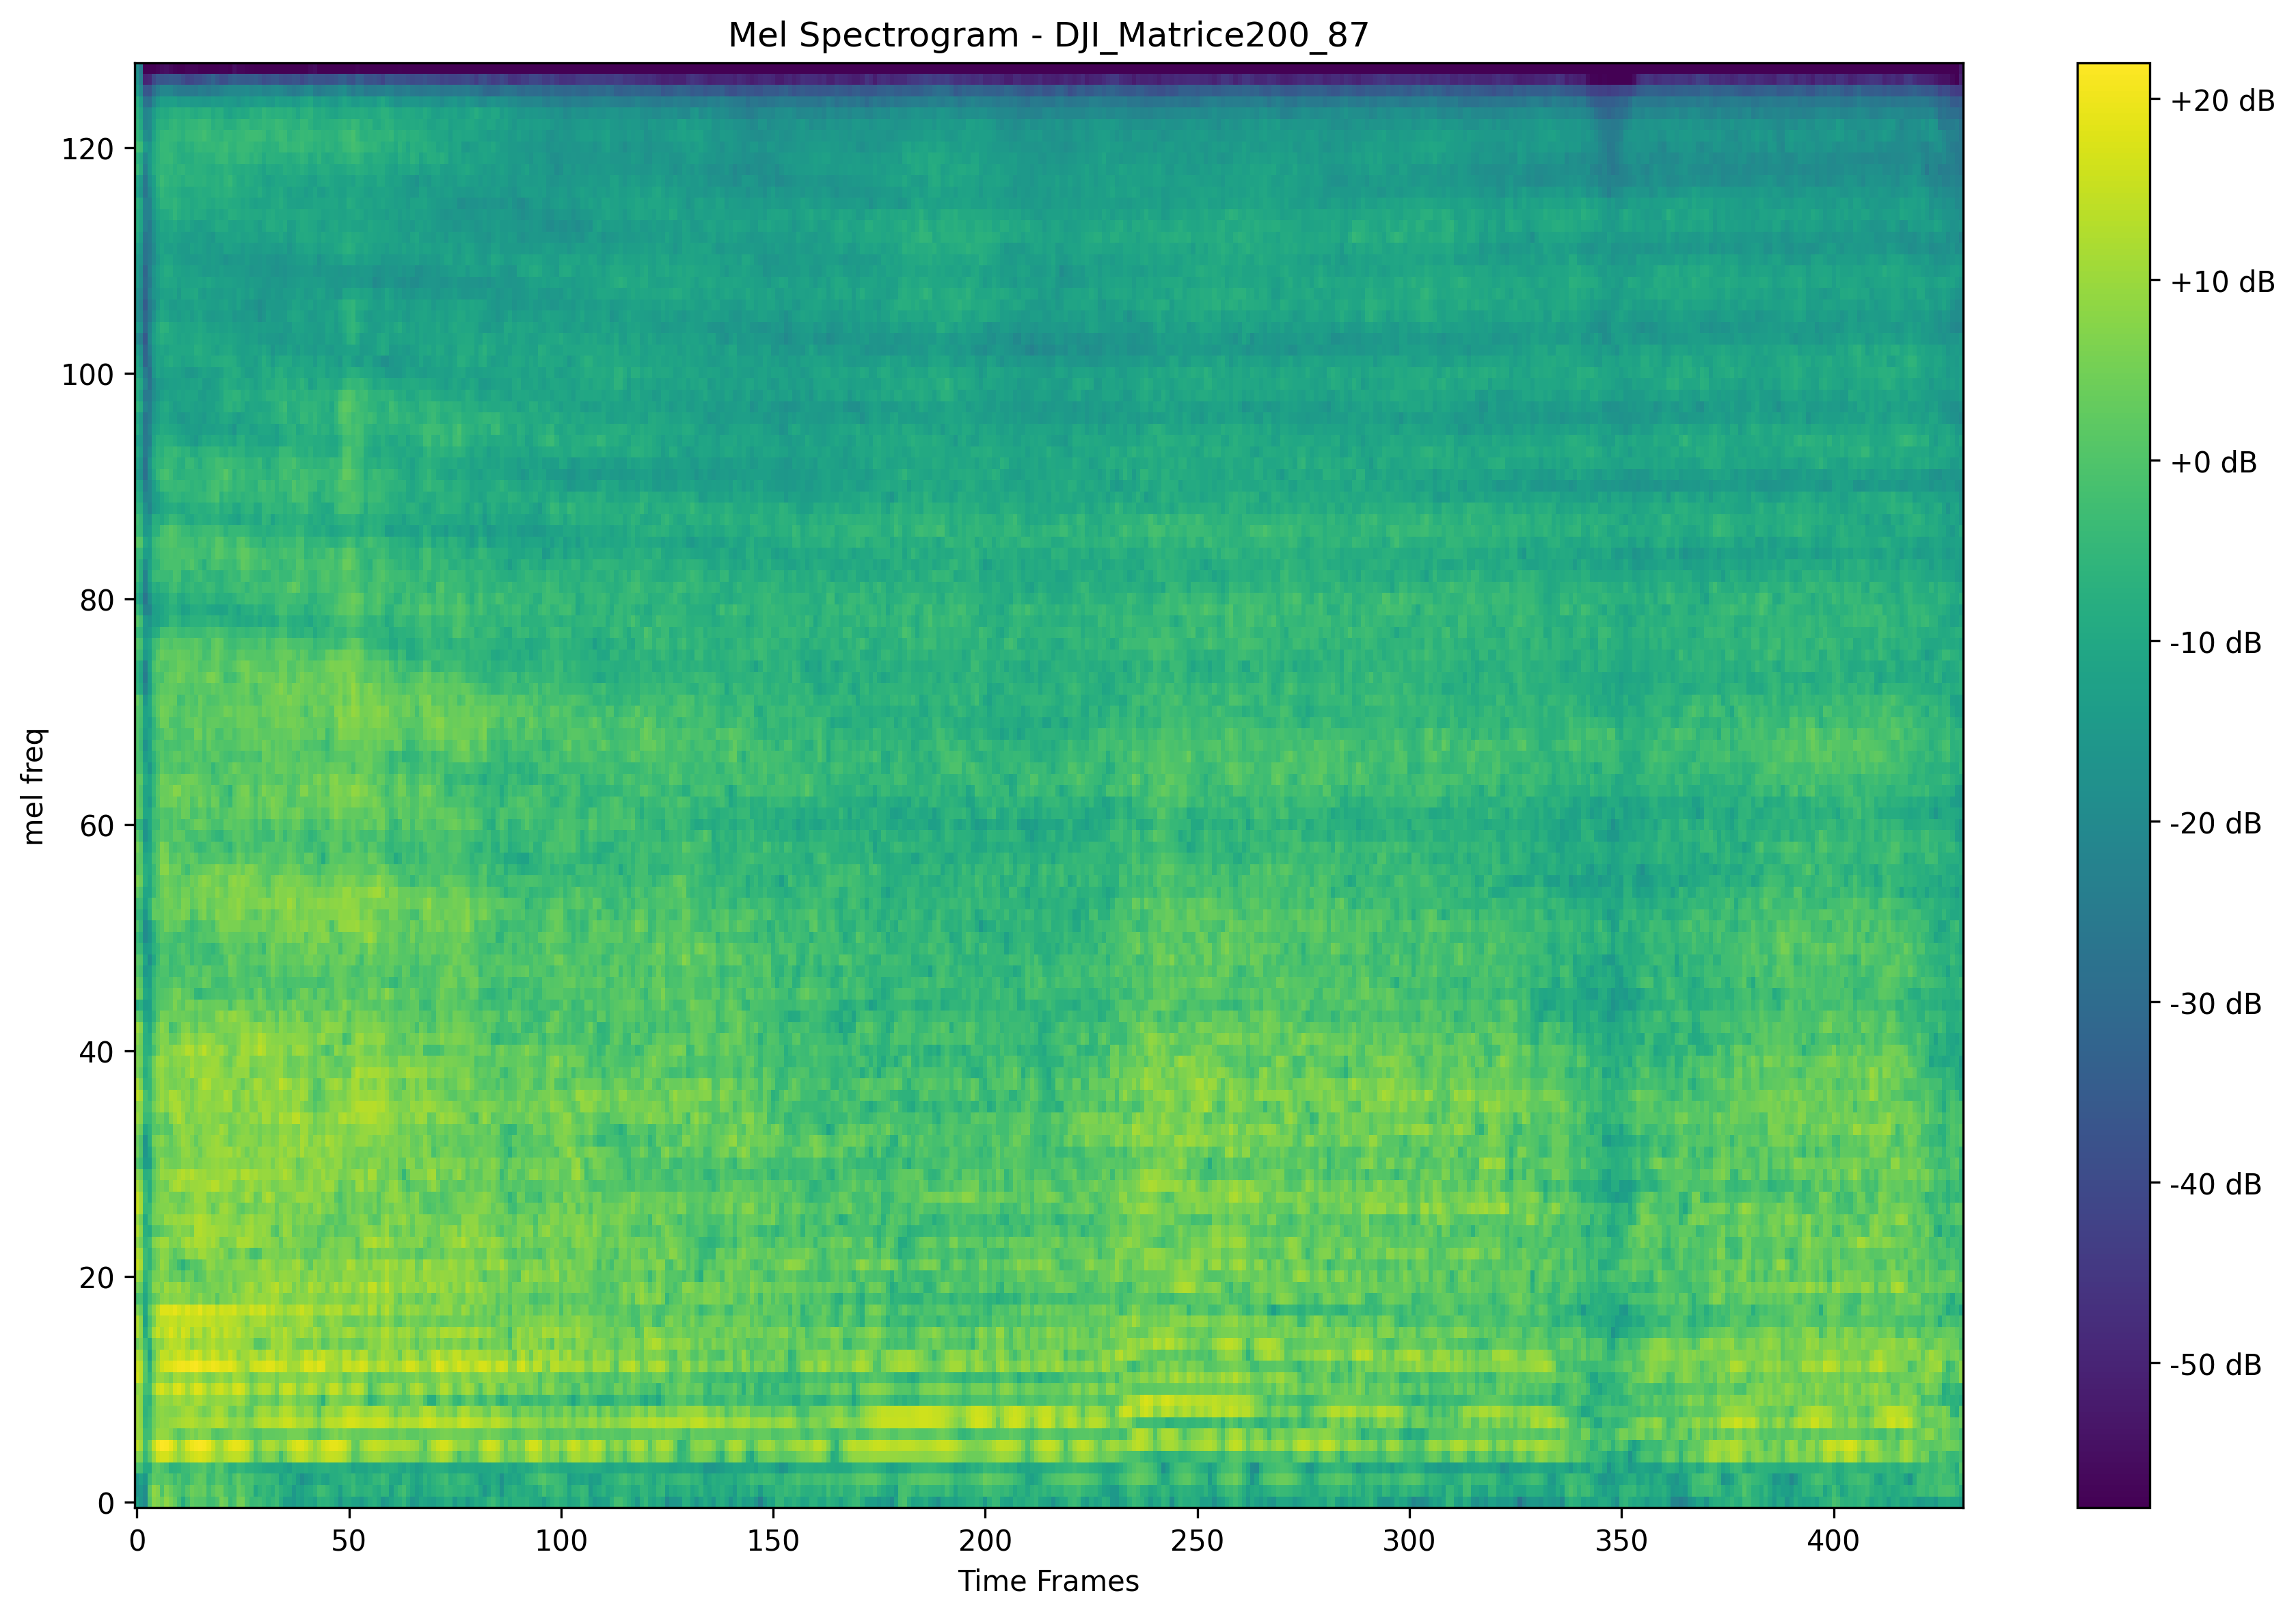 Mel Spectrogram - DJI_Matrice200_87
mel freq
120
100
80
60
40
20
0
0 50 100 150 200 250 300 350 400
Time Frames
+20 dB
+10 dB
+0 dB
-10 dB
-20 dB
-30 dB
-40 dB
-50 dB